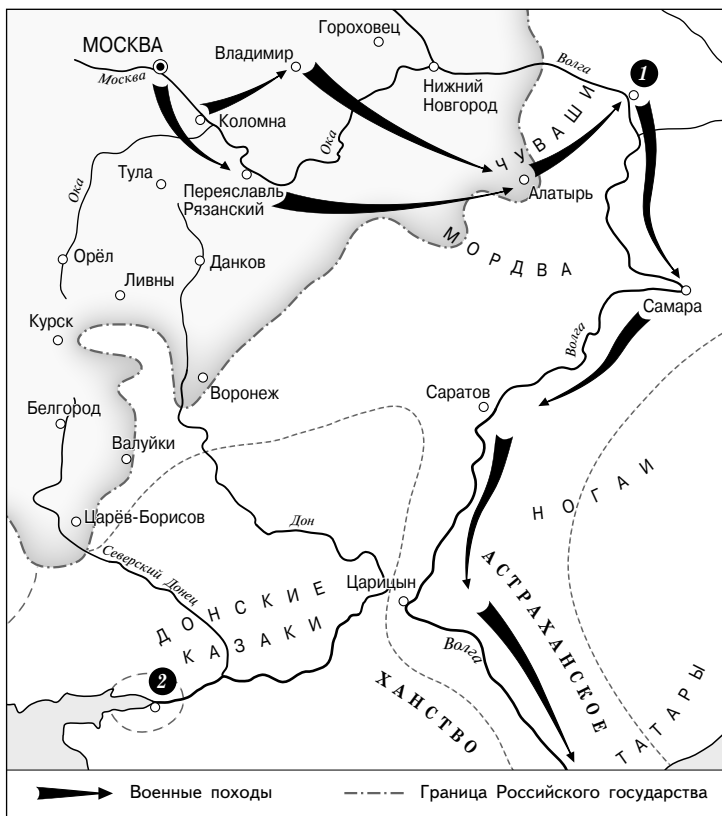 Гороховец
МОСКВА
Владимир
Волга
1
Москва
Нижний
Новгород
Коломна
ЧУВАШИ
Ока
Тула
Переяславль
Рязанский
Алатырь
Ока
МОРДВА
Орёл
Данков
Ливны
Самара
Курск
Волга
Воронеж
Саратов
Белгород
Валуйки
НОГАИ
Царёв-Борисов
Дон
Северский Донец
Царицын
АСТРАХАНСКОЕ
ДОНСКИЕ
КАЗАКИ
Волга
2
ХАНСТВО
ТАТАРЫ
Военные походы
Граница Российского государства